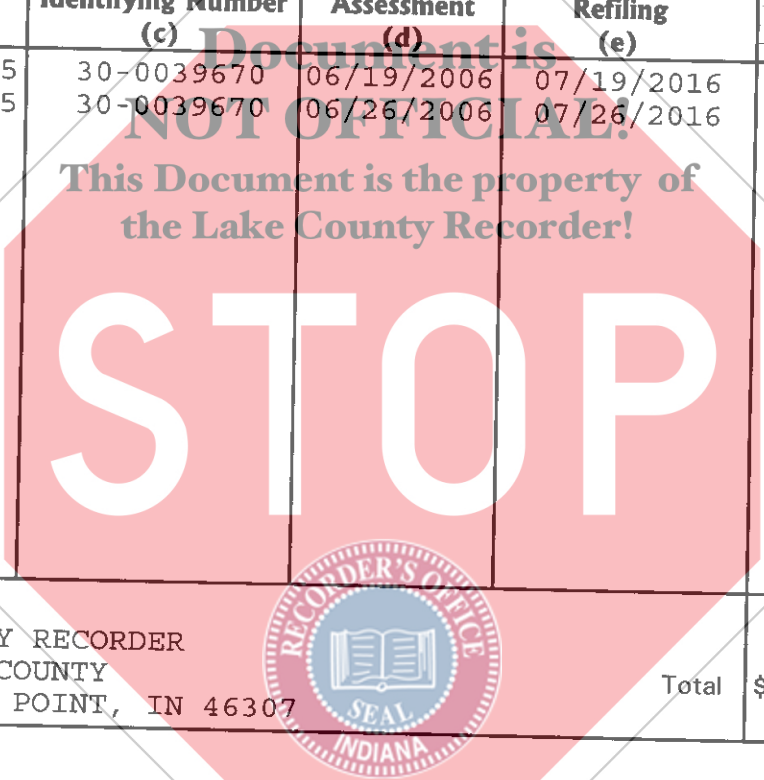 Identifying Number Assessment Refiling
(c) (d) (e)
Document is
5 30-0039670 06/19/2006 07/19/2016
5 30-0039670 06/26/2006 07/26/2016
NOT OFFICIAL!
This Document is the property of
the Lake County Recorder!
STOP
RECORDER'S OFFICE
SEAL
INDIANA
Y RECORDER
COUNTY
POINT, IN 46307
Total $